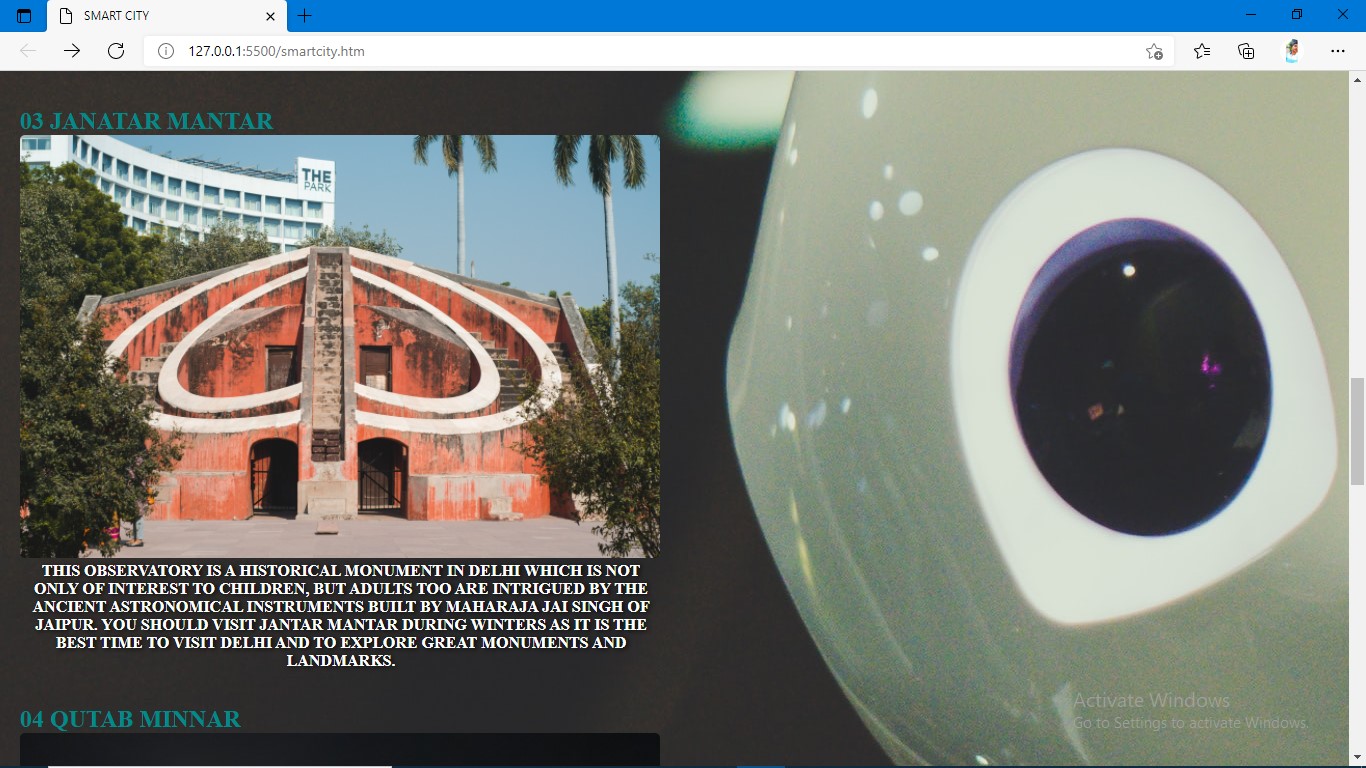 SMART CITY
127.0.0.1:5500/smartcity.htm
03 JANATAR MANTAR
THE
PARK
THIS OBSERVATORY IS A HISTORICAL MONUMENT IN DELHI WHICH IS NOT
ONLY OF INTEREST TO CHILDREN, BUT ADULTS TOO ARE INTRIGUED BY THE
ANCIENT ASTRONOMICAL INSTRUMENTS BUILT BY MAHARAJA JAI SINGH OF
JAIPUR. YOU SHOULD VISIT JANTAR MANTAR DURING WINTERS AS IT IS THE
BEST TIME TO VISIT DELHI AND TO EXPLORE GREAT MONUMENTS AND
LANDMARKS.
Activate Windows
Go to Settings to activate Windows.
04 QUTAB MINNAR